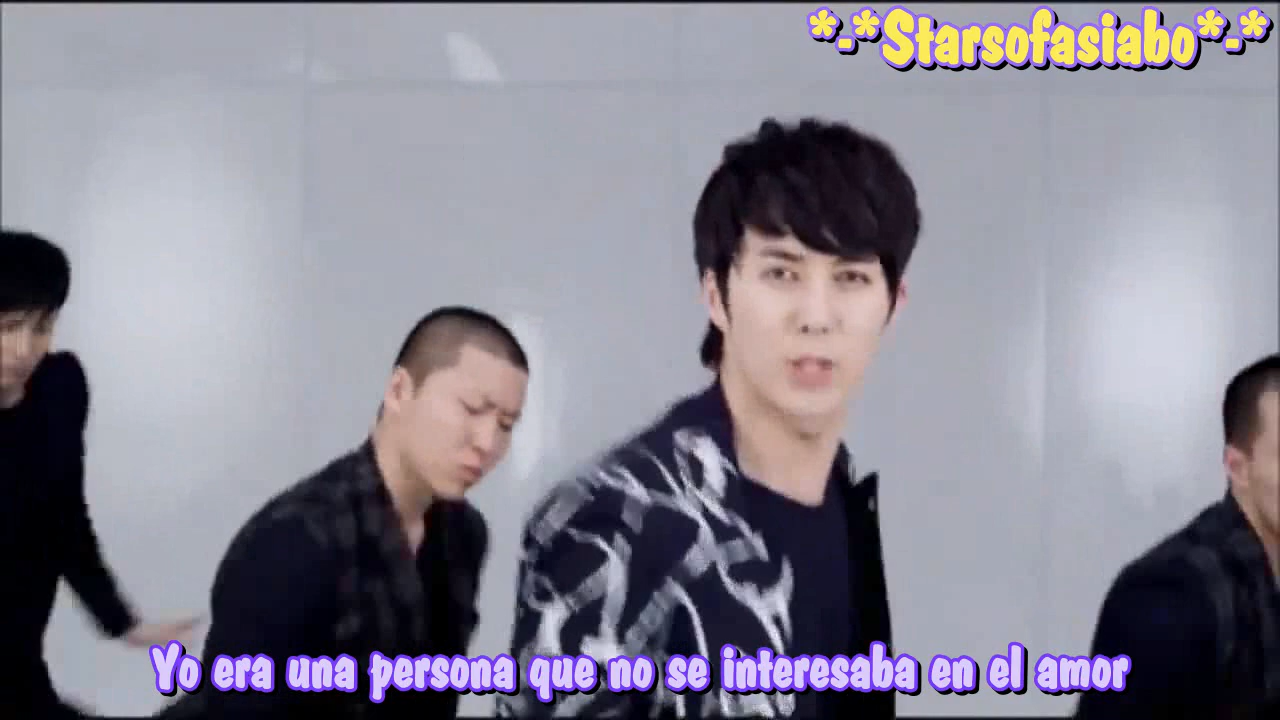 *-*Starsofasiabo*-*
Yo era una persona que no se interesaba en el amor